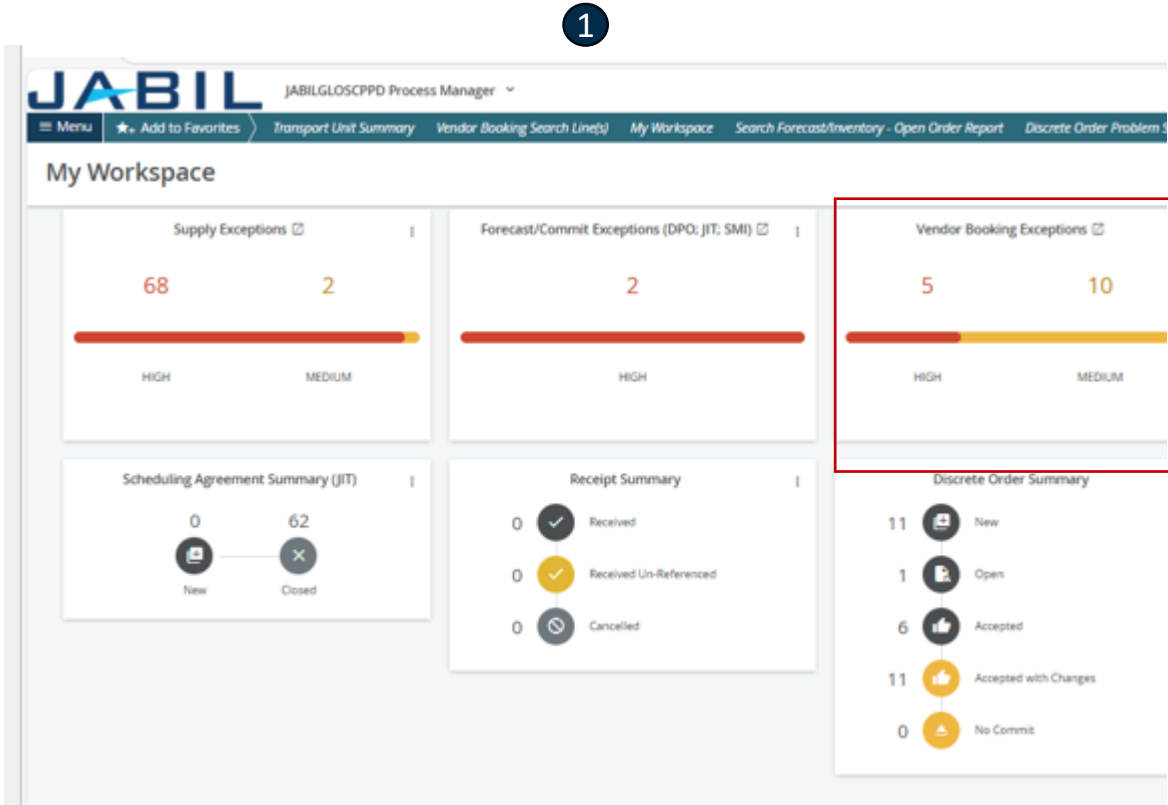 1
JABIL
JABILGLOSCPPD Process Manager
Menu Add to Favorites Transport Unit Summary Vendor Booking Search Line(s) My Workspace Search Forecast/Inventory - Open Order Report Discrete Order Problem S
My Workspace
Supply Exceptions
68 2
HIGH MEDIUM
Forecast/Commit Exceptions (DPO; JIT; SMI)
2
HIGH
Vendor Booking Exceptions
5 10
HIGH MEDIUM
Scheduling Agreement Summary (JIT)
0 62
New Closed
Receipt Summary
0 Received
0 Received Un-Referenced
0 Cancelled
Discrete Order Summary
11 New
1 Open
6 Accepted
11 Accepted with Changes
0 No Commit